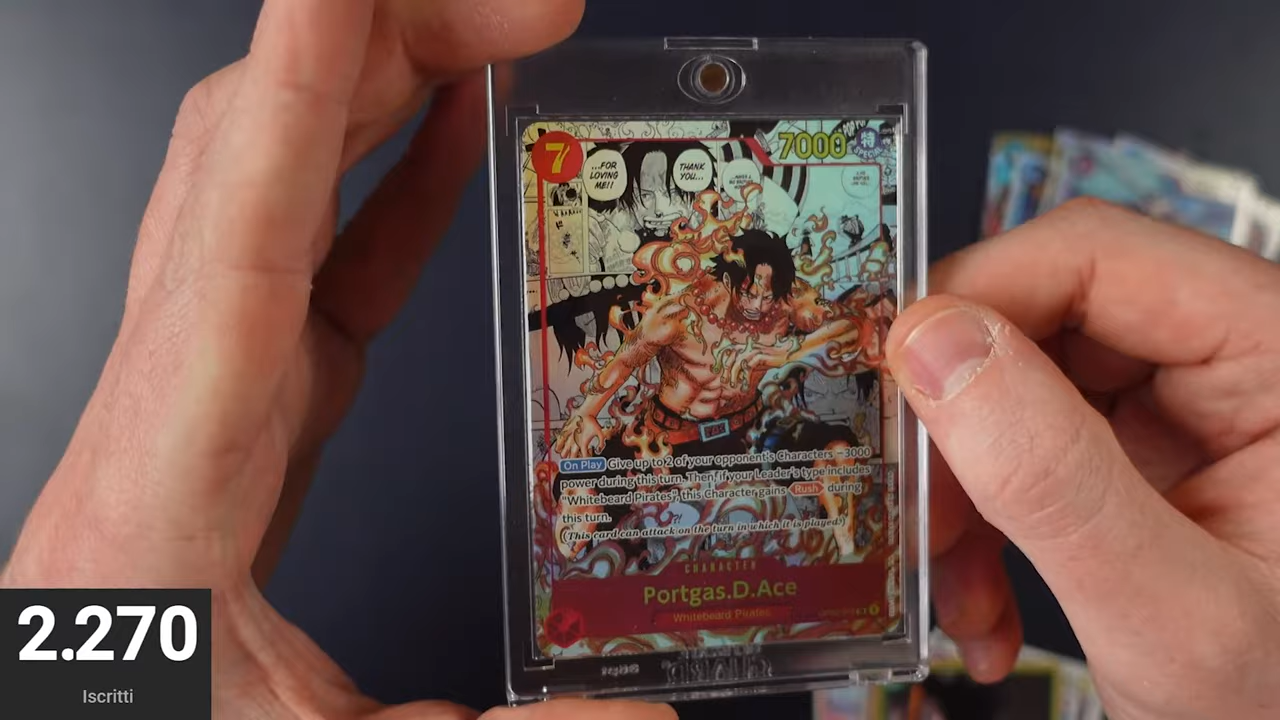 7
7000
特
SPECIAL
...FOR LOVING ME!!
THANK YOU...
On Play Give up to 2 of your opponent's Characters −3000
power during this turn. Then, if your Leader's type includes
"Whitebeard Pirates", this Character gains Rush during
this turn.
(This card can attack on the turn in which it is played.)
CHARACTER
Portgas.D.Ace
Whitebeard Pirates
2.270
Iscritti